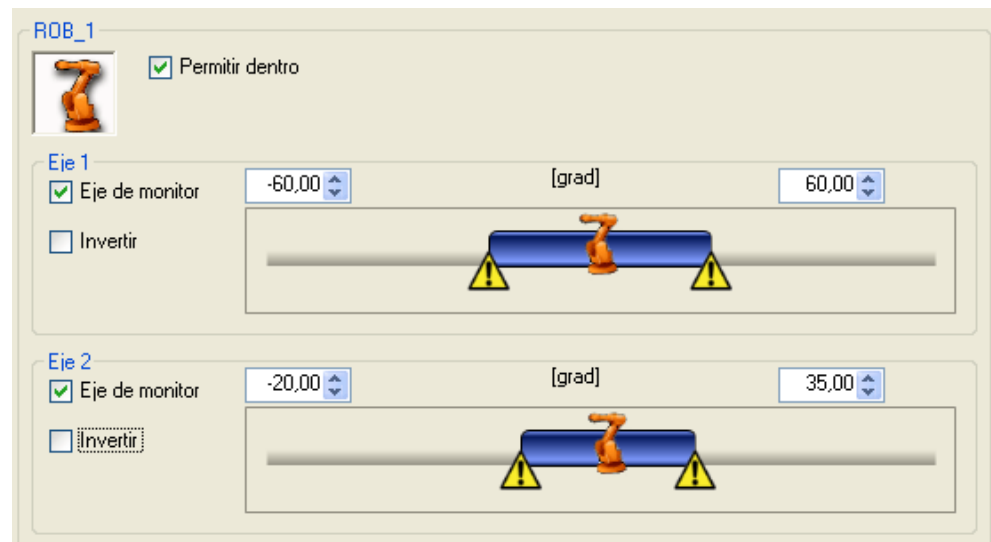 ROB_1
Permitir dentro
Eje 1
Eje de monitor -60,00 [grad] 60,00
Invertir
Eje 2
Eje de monitor -20,00 [grad] 35,00
Invertir